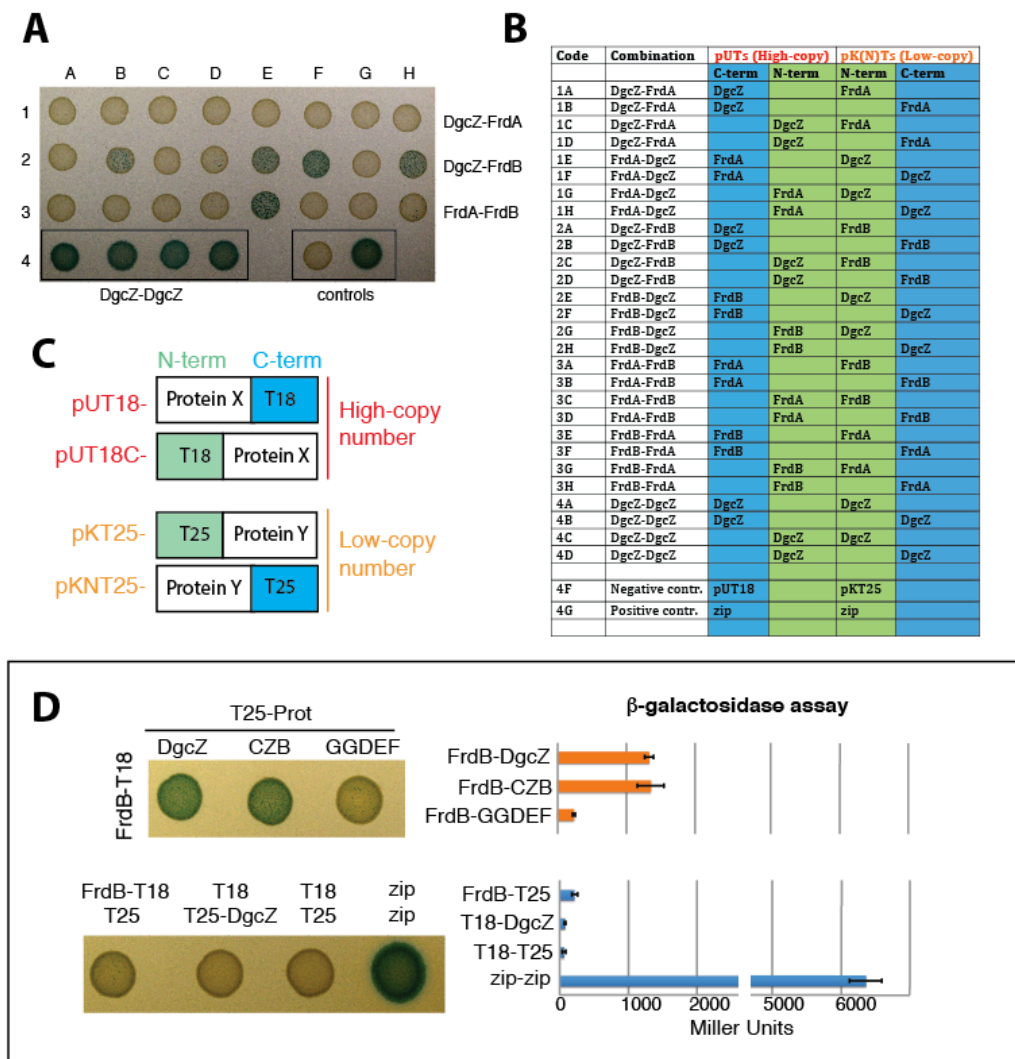 A
A B C D E F G H
1 DgcZ-FrdA
2 DgcZ-FrdB
3 FrdA-FrdB
4
DgcZ-DgcZ controls
B
Code Combination pUTs (High-copy) pK(N)Ts (Low-copy)
C-term N-term N-term C-term
1A DgcZ-FrdA DgcZ FrdA
1B DgcZ-FrdA DgcZ FrdA
1C DgcZ-FrdA DgcZ FrdA
1D DgcZ-FrdA DgcZ FrdA
1E FrdA-DgcZ FrdA DgcZ
1F FrdA-DgcZ FrdA DgcZ
1G FrdA-DgcZ FrdA DgcZ
1H FrdA-DgcZ FrdA DgcZ
2A DgcZ-FrdB DgcZ FrdB
2B DgcZ-FrdB DgcZ FrdB
2C DgcZ-FrdB DgcZ FrdB
2D DgcZ-FrdB DgcZ FrdB
2E FrdB-DgcZ FrdB DgcZ
2F FrdB-DgcZ FrdB DgcZ
2G FrdB-DgcZ FrdB DgcZ
2H FrdB-DgcZ FrdB DgcZ
3A FrdA-FrdB FrdA FrdB
3B FrdA-FrdB FrdA FrdB
3C FrdA-FrdB FrdA FrdB
3D FrdA-FrdB FrdA FrdB
3E FrdB-FrdA FrdB FrdA
3F FrdB-FrdA FrdB FrdA
3G FrdB-FrdA FrdB FrdA
3H FrdB-FrdA FrdB FrdA
4A DgcZ-DgcZ DgcZ DgcZ
4B DgcZ-DgcZ DgcZ DgcZ
4C DgcZ-DgcZ DgcZ DgcZ
4D DgcZ-DgcZ DgcZ DgcZ
4F Negative contr. pUT18 pKT25
4G Positive contr. zip zip
C
N-term C-term
pUT18- Protein X T18
pUT18C- T18 Protein X
High-copy
number
pKT25- T25 Protein Y
pKNT25- Protein Y T25
Low-copy
number
D
T25-Prot
DgcZ CZB GGDEF
FrdB-T18
β-galactosidase assay
FrdB-DgcZ
FrdB-CZB
FrdB-GGDEF
FrdB-T18 T18 T18 zip
T25 T25-DgcZ T25 zip
FrdB-T25
T18-DgcZ
T18-T25
zip-zip
0 1000 2000 5000 6000
Miller Units